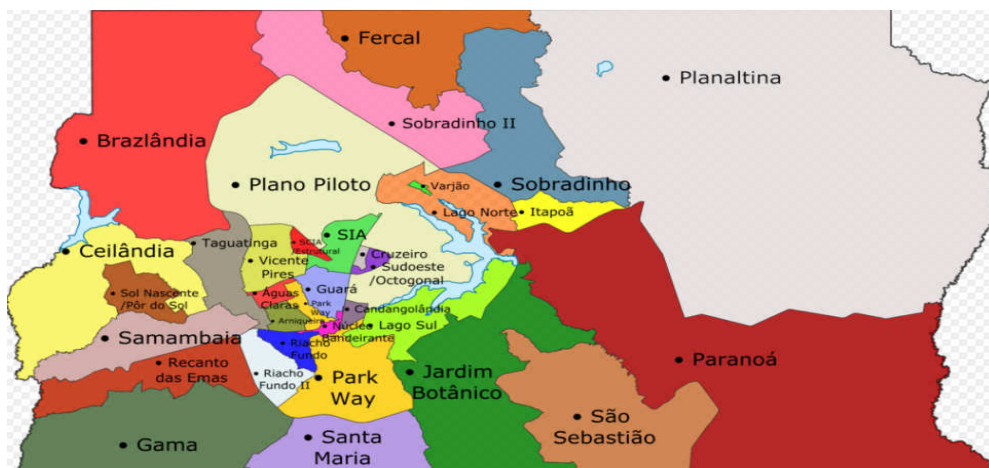 Fercal
Planaltina
Sobradinho II
Brazlândia
Plano Piloto
Varjão
Sobradinho
Lago Norte
Itapoã
Taguatinga
SCIA
/Estrutural
SIA
Ceilândia
Vicente
Pires
Cruzeiro
Sudoeste
/Octogonal
Sol Nascente
/Pôr do Sol
Águas
Claras
Guará
Park
Way
Candangolândia
Arniqueira
Núcleo
Bandeirante
Lago Sul
Samambaia
Riacho
Fundo
Recanto
das Emas
Riacho
Fundo II
Park
Way
Jardim
Botânico
Paranoá
São
Sebastião
Gama
Santa
Maria